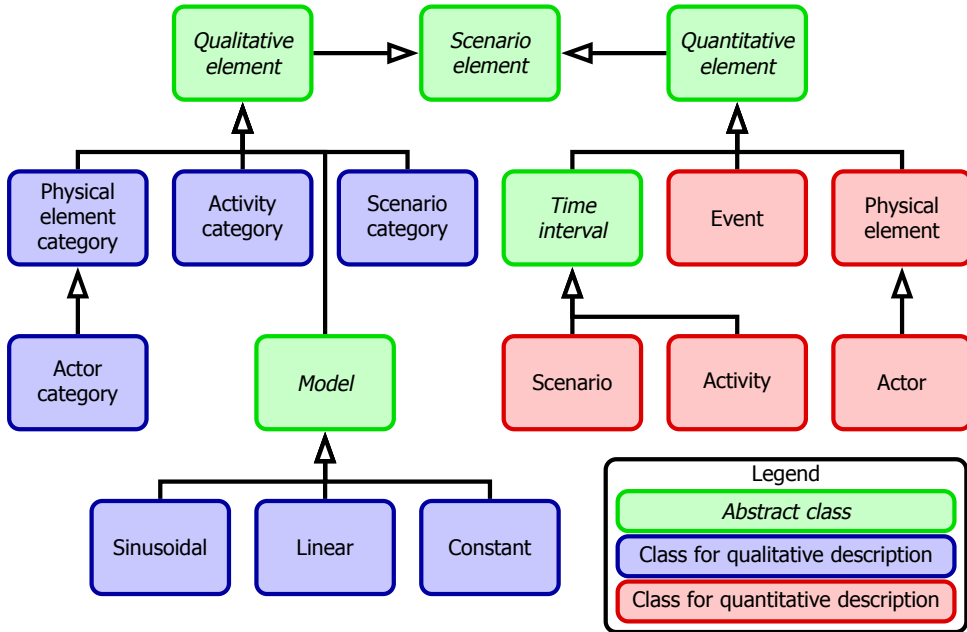 Qualitative
element
Scenario
element
Quantitative
element
Physical
element
category
Activity
category
Scenario
category
Time
interval
Event
Physical
element
Actor
category
Model
Scenario
Activity
Actor
Sinusoidal
Linear
Constant
Legend
Abstract class
Class for qualitative description
Class for quantitative description